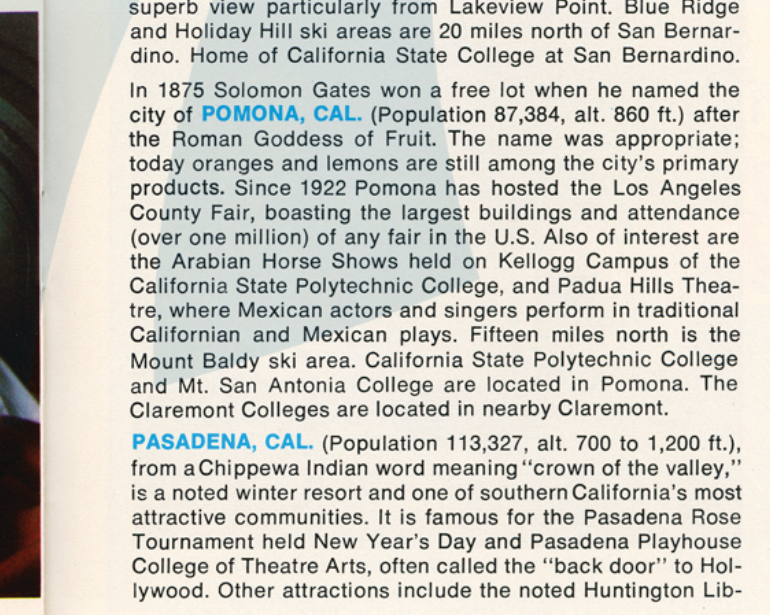 superb view particularly from Lakeview Point. Blue Ridge
and Holiday Hill ski areas are 20 miles north of San Bernar-
dino. Home of California State College at San Bernardino.
In 1875 Solomon Gates won a free lot when he named the
city of POMONA, CAL. (Population 87,384, alt. 860 ft.) after
the Roman Goddess of Fruit. The name was appropriate;
today oranges and lemons are still among the city's primary
products. Since 1922 Pomona has hosted the Los Angeles
County Fair, boasting the largest buildings and attendance
(over one million) of any fair in the U.S. Also of interest are
the Arabian Horse Shows held on Kellogg Campus of the
California State Polytechnic College, and Padua Hills Thea-
tre, where Mexican actors and singers perform in traditional
Californian and Mexican plays. Fifteen miles north is the
Mount Baldy ski area. California State Polytechnic College
and Mt. San Antonia College are located in Pomona. The
Claremont Colleges are located in nearby Claremont.
PASADENA, CAL. (Population 113,327, alt. 700 to 1,200 ft.),
from a Chippewa Indian word meaning "crown of the valley,"
is a noted winter resort and one of southern California's most
attractive communities. It is famous for the Pasadena Rose
Tournament held New Year's Day and Pasadena Playhouse
College of Theatre Arts, often called the "back door" to Hol-
lywood. Other attractions include the noted Huntington Lib-